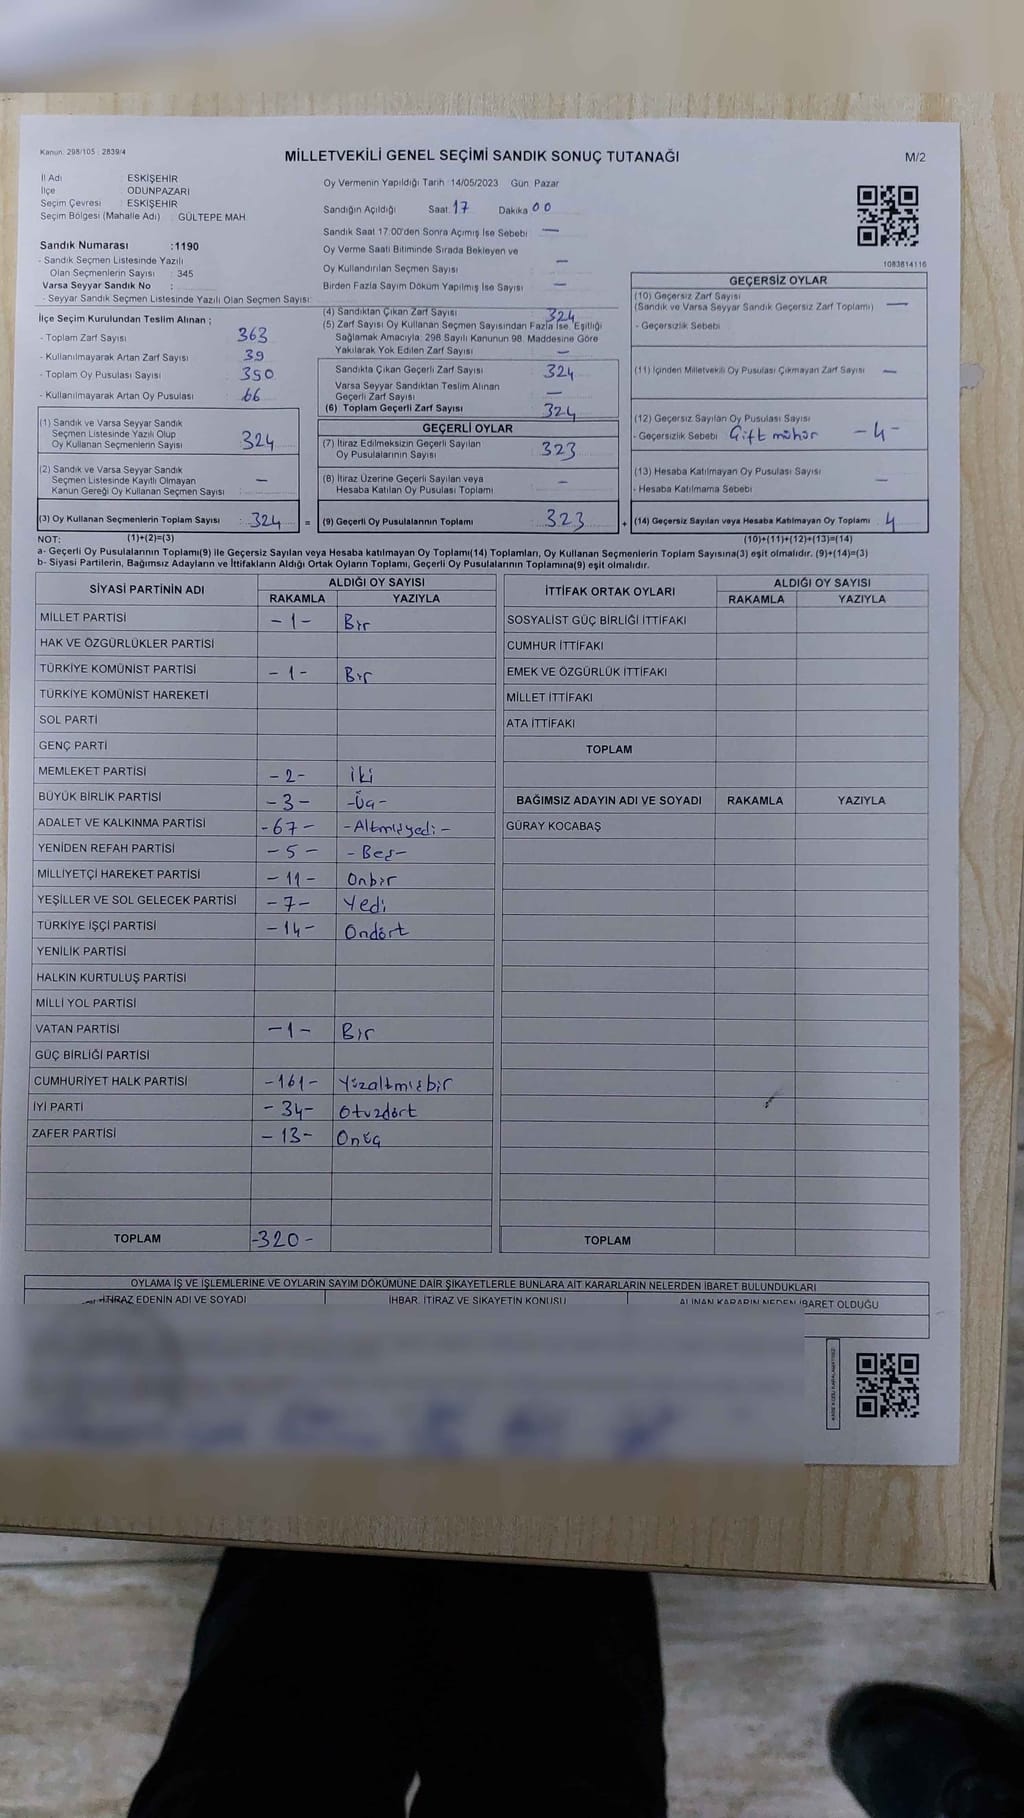 Kanun: 298/105 : 2839/4
MİLLETVEKİLİ GENEL SEÇİMİ SANDIK SONUÇ TUTANAĞI
M/2
İl Adı : ESKİŞEHİR
İlçe : ODUNPAZARI
Seçim Çevresi : ESKİŞEHİR
Seçim Bölgesi (Mahalle Adı) : GÜLTEPE MAH.
Oy Vermenin Yapıldığı Tarih : 14/05/2023 Gün: Pazar
Sandığın Açıldığı Saat: 17 Dakika: 00
Sandık Saat 17:00'den Sonra Açımış İse Sebebi : —
Oy Verme Saati Bitiminde Sırada Bekleyen ve
Oy Kullandırılan Seçmen Sayısı : —
Birden Fazla Sayım Döküm Yapılmış İse Sayısı : —
1083814116
Sandık Numarası :1190
- Sandık Seçmen Listesinde Yazılı
Olan Seçmenlerin Sayısı : 345
Varsa Seyyar Sandık No :
- Seyyar Sandık Seçmen Listesinde Yazılı Olan Seçmen Sayısı:
İlçe Seçim Kurulundan Teslim Alınan ;
- Toplam Zarf Sayısı : 363
- Kullanılmayarak Artan Zarf Sayısı : 39
- Toplam Oy Pusulası Sayısı : 350
- Kullanılmayarak Artan Oy Pusulası : 66
(1) Sandık ve Varsa Seyyar Sandık
Seçmen Listesinde Yazılı Olup
Oy Kullanan Seçmenlerin Sayısı : 324
(2) Sandık ve Varsa Seyyar Sandık
Seçmen Listesinde Kayıtlı Olmayan
Kanun Gereği Oy Kullanan Seçmen Sayısı : —
(3) Oy Kullanan Seçmenlerin Toplam Sayısı : 324 =
(4) Sandıktan Çıkan Zarf Sayısı : 324
(5) Zarf Sayısı Oy Kullanan Seçmen Sayısından Fazla İse, Eşitliği
Sağlamak Amacıyla: 298 Sayılı Kanunun 98. Maddesine Göre
Yakılarak Yok Edilen Zarf Sayısı : —
Sandıkta Çıkan Geçerli Zarf Sayısı : 324
Varsa Seyyar Sandıktan Teslim Alınan
Geçerli Zarf Sayısı : —
(6) Toplam Geçerli Zarf Sayısı : 324
GEÇERLİ OYLAR
(7) İtiraz Edilmeksizin Geçerli Sayılan
Oy Pusulalarının Sayısı : 323
(8) İtiraz Üzerine Geçerli Sayılan veya
Hesaba Katılan Oy Pusulası Toplamı : —
(9) Geçerli Oy Pusulalarının Toplamı : 323 +
GEÇERSİZ OYLAR
(10) Geçersiz Zarf Sayısı
(Sandık ve Varsa Seyyar Sandık Geçersiz Zarf Toplamı) : —
- Geçersizlik Sebebi :
(11) İçinden Milletvekili Oy Pusulası Çıkmayan Zarf Sayısı : —
(12) Geçersiz Sayılan Oy Pusulası Sayısı
- Geçersizlik Sebebi : Çift mühür - 4 -
(13) Hesaba Katılmayan Oy Pusulası Sayısı : —
- Hesaba Katılmama Sebebi :
(14) Geçersiz Sayılan veya Hesaba Katılmayan Oy Toplamı : 4
NOT: (1)+(2)=(3) (10)+(11)+(12)+(13)=(14)
a- Geçerli Oy Pusulalarının Toplamı(9) ile Geçersiz Sayılan veya Hesaba katılmayan Oy Toplamı(14) Toplamları, Oy Kullanan Seçmenlerin Toplam Sayısına(3) eşit olmalıdır. (9)+(14)=(3)
b- Siyasi Partilerin, Bağımsız Adayların ve İttifakların Aldığı Ortak Oyların Toplamı, Geçerli Oy Pusulalarının Toplamına(9) eşit olmalıdır.
SİYASİ PARTİNİN ADI ALDIĞI OY SAYISI
RAKAMLA YAZIYLA
MİLLET PARTİSİ - 1 - Bir
HAK VE ÖZGÜRLÜKLER PARTİSİ
TÜRKİYE KOMÜNİST PARTİSİ - 1 - Bir
TÜRKİYE KOMÜNİST HAREKETİ
SOL PARTİ
GENÇ PARTİ
MEMLEKET PARTİSİ - 2 - İki
BÜYÜK BİRLİK PARTİSİ - 3 - - Üç -
ADALET VE KALKINMA PARTİSİ - 67 - - Altmışyedi -
YENİDEN REFAH PARTİSİ - 5 - - Beş -
MİLLİYETÇİ HAREKET PARTİSİ - 11 - Onbir
YEŞİLLER VE SOL GELECEK PARTİSİ - 7 - Yedi
TÜRKİYE İŞÇİ PARTİSİ - 14 - Ondört
YENİLİK PARTİSİ
HALKIN KURTULUŞ PARTİSİ
MİLLİ YOL PARTİSİ
VATAN PARTİSİ - 1 - Bir
GÜÇ BİRLİĞİ PARTİSİ
CUMHURİYET HALK PARTİSİ - 161 - Yüzaltmışbir
İYİ PARTİ - 34 - Otuzdört
ZAFER PARTİSİ - 13 - Onüç
TOPLAM - 320 -
İTTİFAK ORTAK OYLARI ALDIĞI OY SAYISI
RAKAMLA YAZIYLA
SOSYALİST GÜÇ BİRLİĞİ İTTİFAKI
CUMHUR İTTİFAKI
EMEK VE ÖZGÜRLÜK İTTİFAKI
MİLLET İTTİFAKI
ATA İTTİFAKI
TOPLAM
BAĞIMSIZ ADAYIN ADI VE SOYADI RAKAMLA YAZIYLA
GÜRAY KOCABAŞ
TOPLAM
OYLAMA İŞ VE İŞLEMLERİNE VE OYLARIN SAYIM DÖKÜMÜNE DAİR ŞİKAYETLERLE BUNLARA AİT KARARLARIN NELERDEN İBARET BULUNDUKLARI
İTİRAZ EDENİN ADI VE SOYADI İHBAR, İTİRAZ VE ŞİKAYETİN KONUSU ALINAN KARARIN NEDEN İBARET OLDUĞU